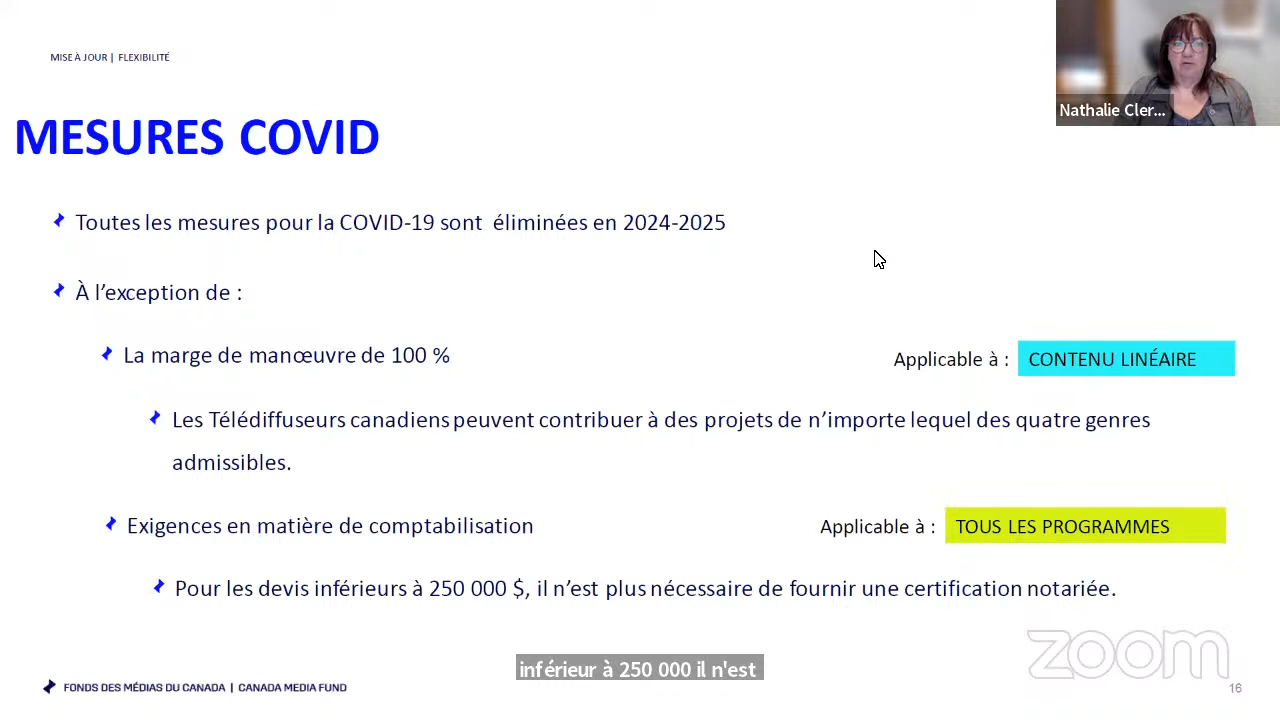 MISE À JOUR | FLEXIBILITÉ
Nathalie Cler...
MESURES COVID
Toutes les mesures pour la COVID-19 sont éliminées en 2024-2025
À l’exception de :
La marge de manœuvre de 100 %
Applicable à : CONTENU LINÉAIRE
Les Télédiffuseurs canadiens peuvent contribuer à des projets de n’importe lequel des quatre genres
admissibles.
Exigences en matière de comptabilisation
Applicable à : TOUS LES PROGRAMMES
Pour les devis inférieurs à 250 000 $, il n’est plus nécessaire de fournir une certification notariée.
zoom
inférieur à 250 000 il n'est
FONDS DES MÉDIAS DU CANADA | CANADA MEDIA FUND
16